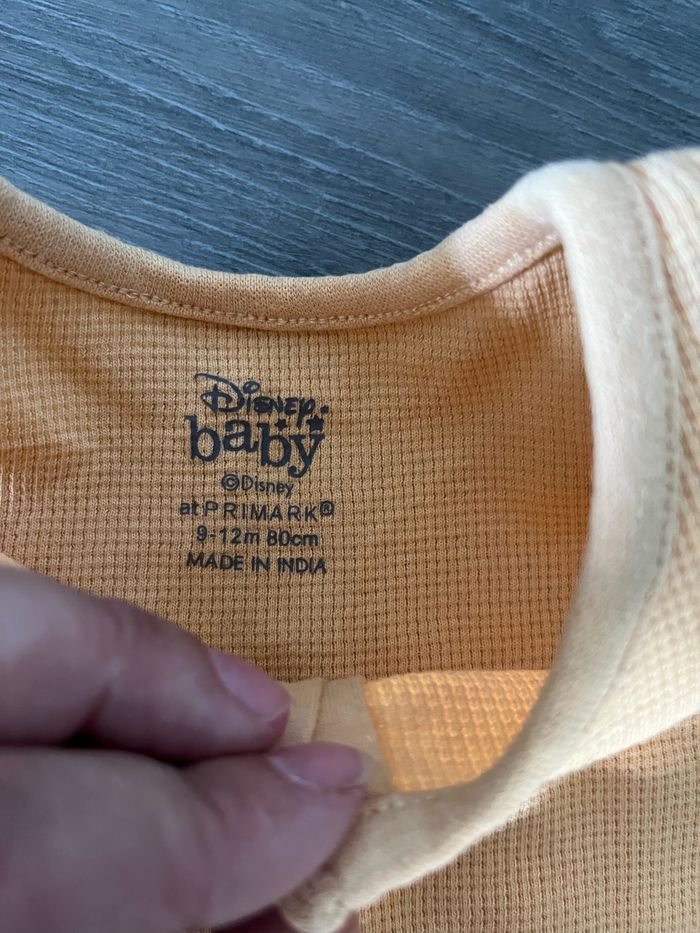 Disney
baby
©Disney
at PRIMARK®
9-12m 80cm
MADE IN INDIA